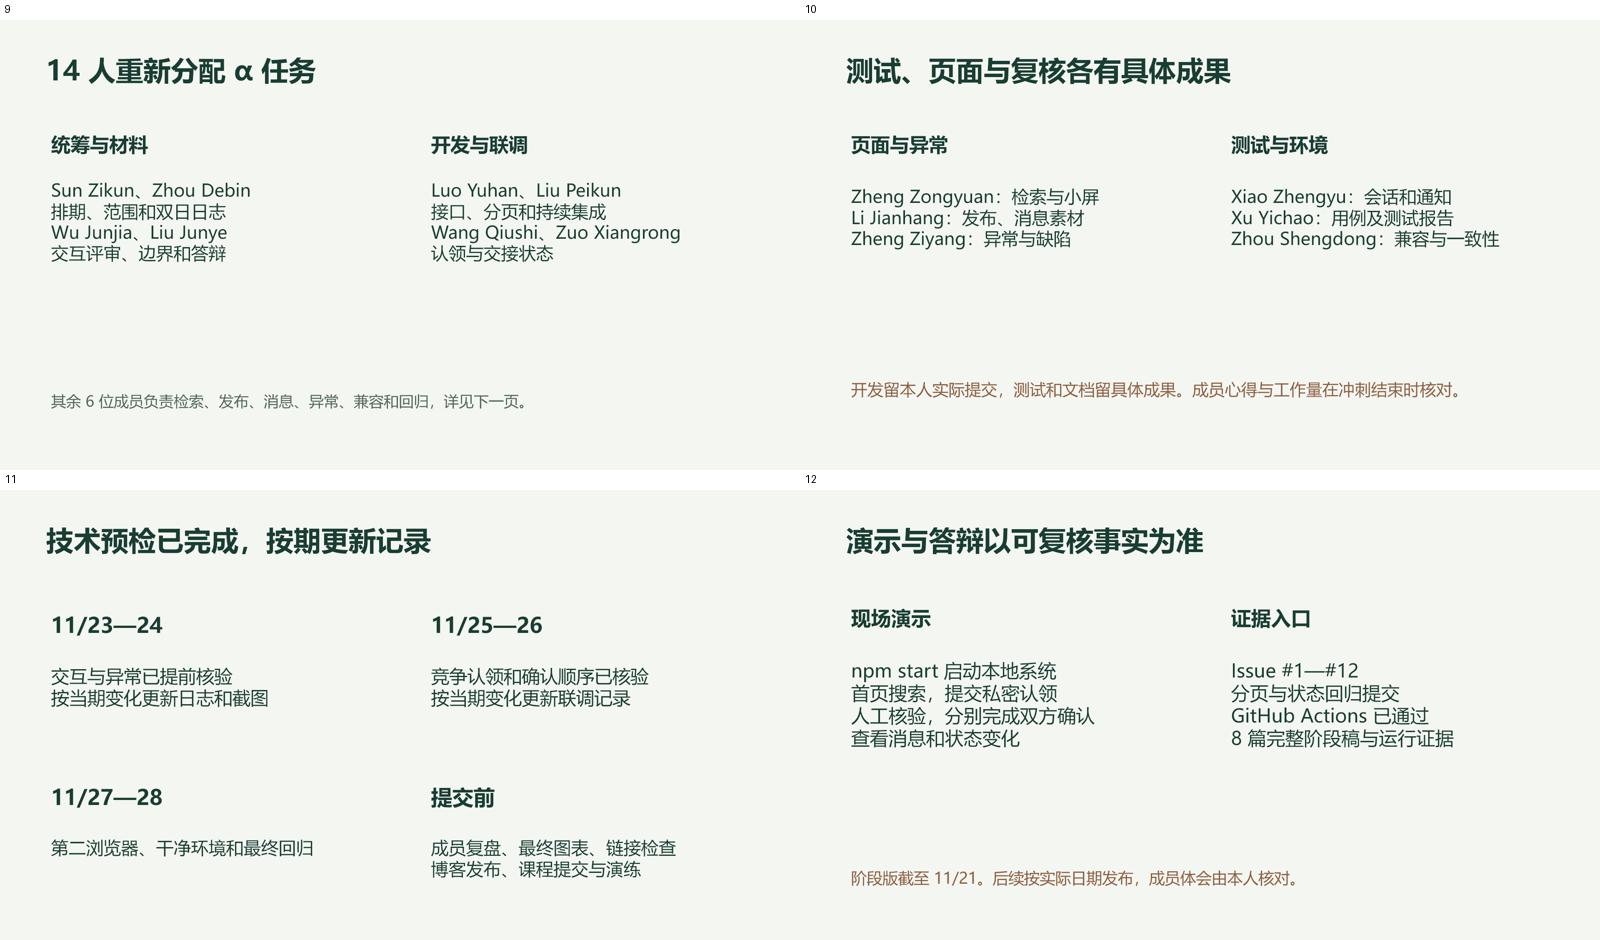 9
14 人重新分配 α 任务
统筹与材料
Sun Zikun、Zhou Debin
排期、范围和双日日志
Wu Junjia、Liu Junye
交互评审、边界和答辩
开发与联调
Luo Yuhan、Liu Peikun
接口、分页和持续集成
Wang Qiushi、Zuo Xiangrong
认领与交接状态
其余 6 位成员负责检索、发布、消息、异常、兼容和回归，详见下一页。
10
测试、页面与复核各有具体成果
页面与异常
Zheng Zongyuan：检索与小屏
Li Jianhang：发布、消息素材
Zheng Ziyang：异常与缺陷
测试与环境
Xiao Zhengyu：会话和通知
Xu Yichao：用例及测试报告
Zhou Shengdong：兼容与一致性
开发留本人实际提交，测试和文档留具体成果。成员心得与工作量在冲刺结束时核对。
11
技术预检已完成，按期更新记录
11/23—24
交互与异常已提前核验
按当期变化更新日志和截图
11/25—26
竞争认领和确认顺序已核验
按当期变化更新联调记录
11/27—28
第二浏览器、干净环境和最终回归
提交前
成员复盘、最终图表、链接检查
博客发布、课程提交与演练
12
演示与答辩以可复核事实为准
现场演示
npm start 启动本地系统
首页搜索，提交私密认领
人工核验，分别完成双方确认
查看消息和状态变化
证据入口
Issue #1—#12
分页与状态回归提交
GitHub Actions 已通过
8 篇完整阶段稿与运行证据
阶段版截至 11/21。后续按实际日期发布，成员体会由本人核对。